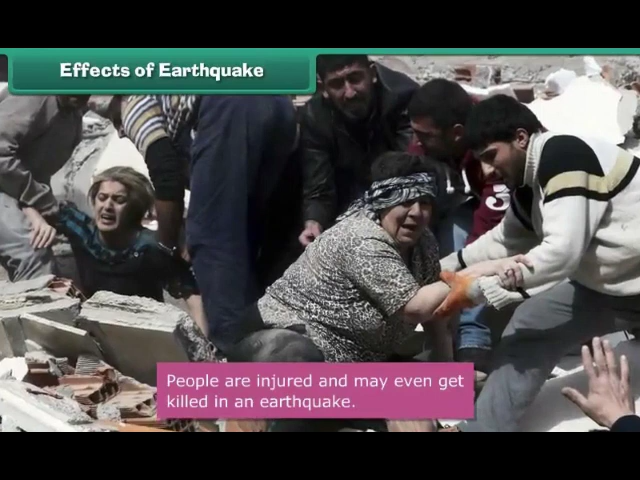 Effects of Earthquake
People are injured and may even get
killed in an earthquake.